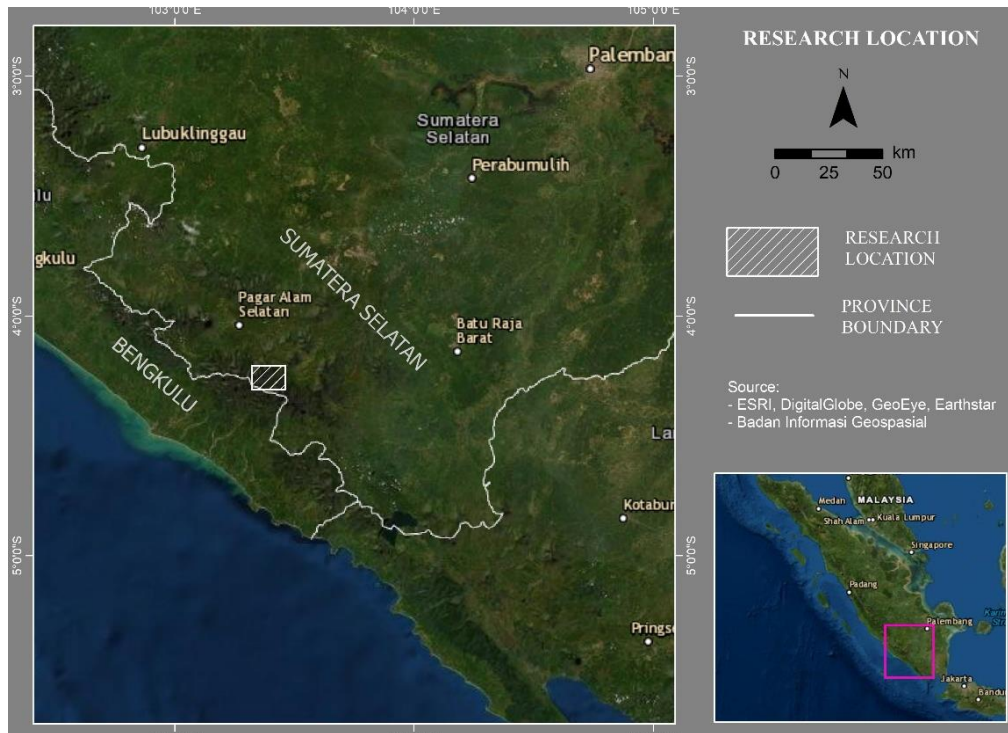 103°0'0"E
104°0'0"E
105°0'0"E
3°0'0"S
4°0'0"S
5°0'0"S
Palemban
Lubuklinggau
Sumatera
Selatan
Perabumulih
lu
gkulu
SUMATERA SELATAN
Pagar Alam
Selatan
Batu Raja
Barat
BENGKULU
Lar
Kotabur
Pringse
RESEARCH LOCATION
N
km
0 25 50
RESEARCH
LOCATION
PROVINCE
BOUNDARY
Source:
- ESRI, DigitalGlobe, GeoEye, Earthstar
- Badan Informasi Geospasial
Medan
MALAYSIA
Shah Alam
Kuala Lumpur
Singapore
Padang
Palembang
Jakarta
Bandun